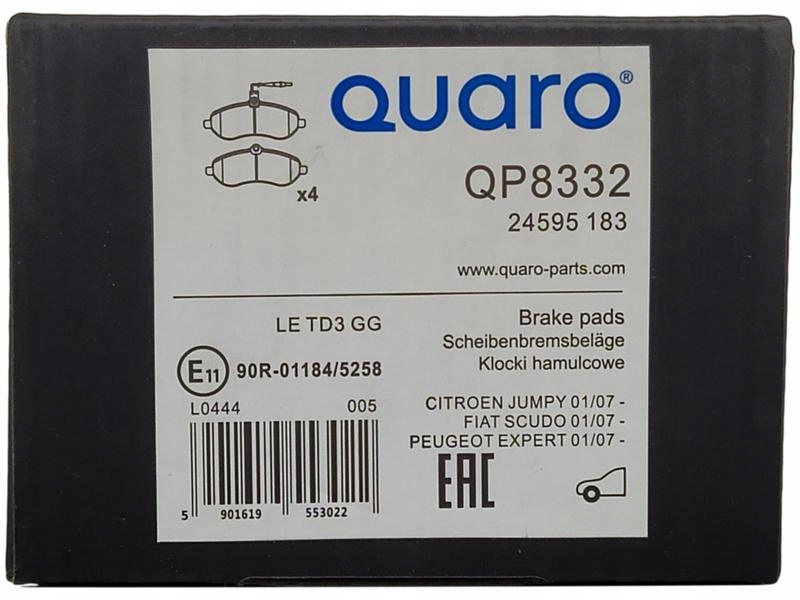 QUARO®
x4
QP8332
24595 183
www.quaro-parts.com
LE TD3 GG
Brake pads
Scheibenbremsbeläge
Klocki hamulcowe
E11 90R-01184/5258
L0444 005
CITROEN JUMPY 01/07 -
FIAT SCUDO 01/07 -
PEUGEOT EXPERT 01/07 -
EAC
5 901619 553022